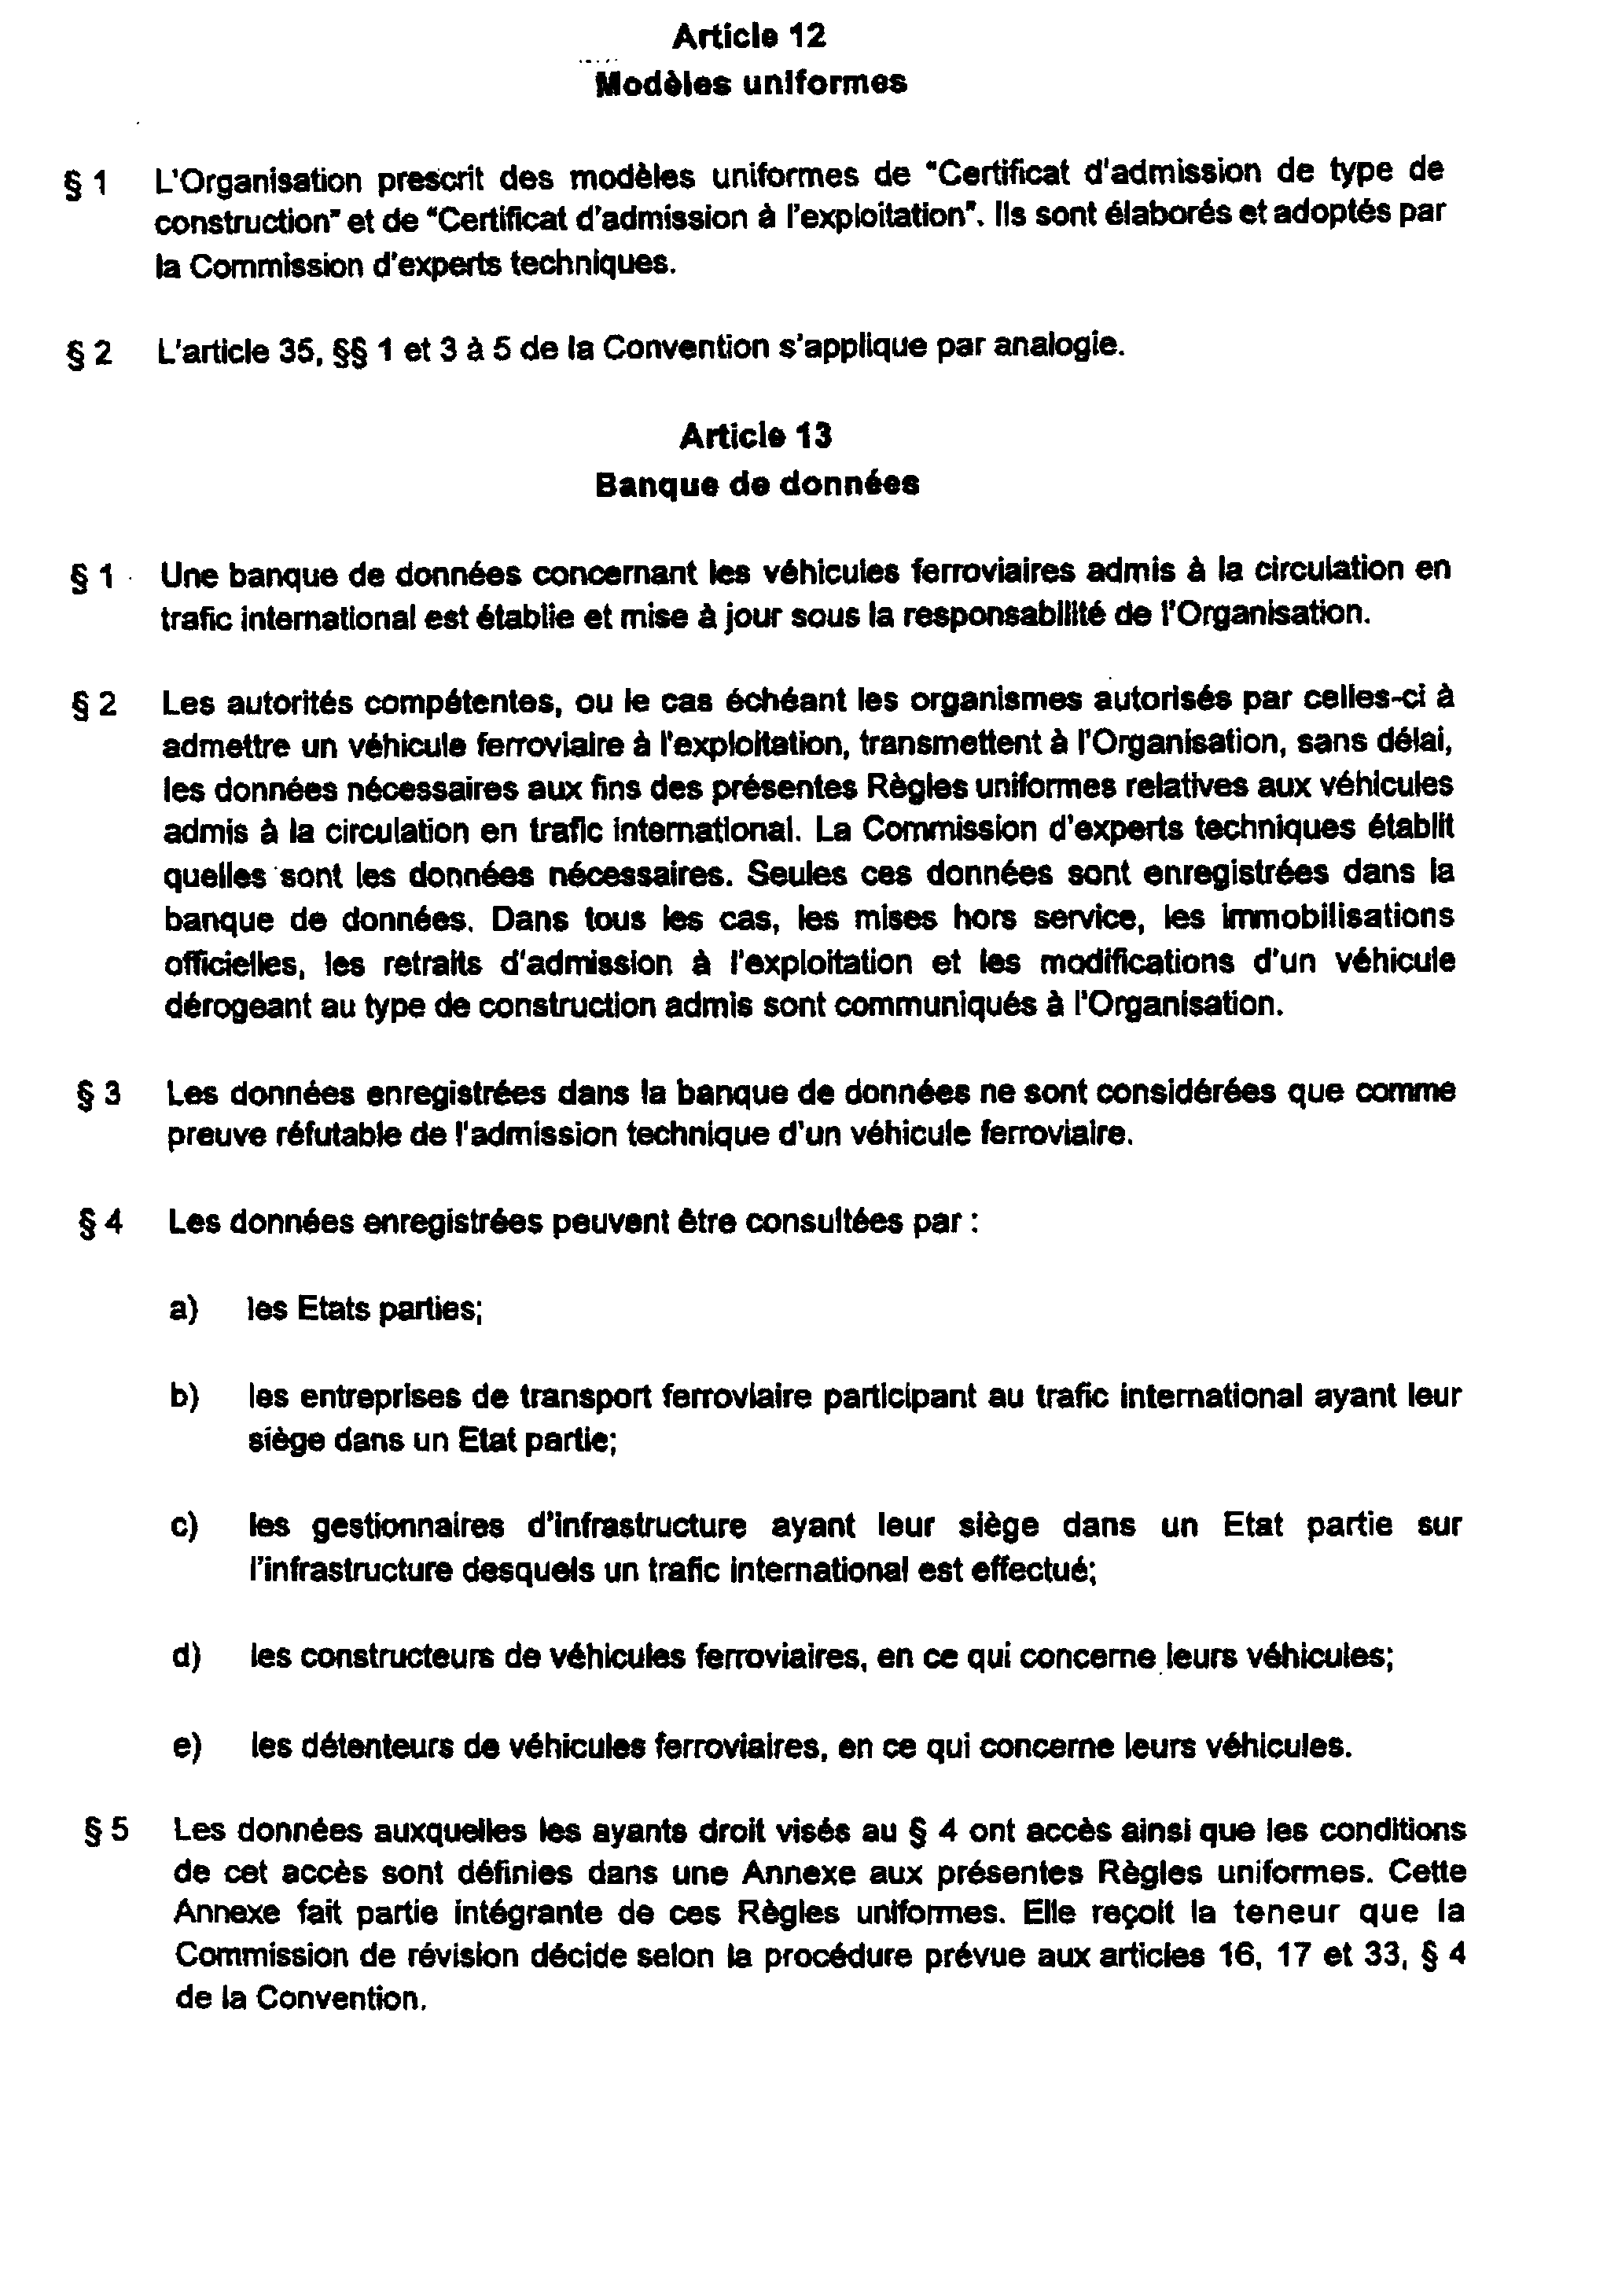 Article 12
Modèles uniformes
§ 1 L'Organisation prescrit des modèles uniformes de "Certificat d'admission de type de
construction" et de "Certificat d'admission à l'exploitation". Ils sont élaborés et adoptés par
la Commission d'experts techniques.
§ 2 L'article 35, §§ 1 et 3 à 5 de la Convention s'applique par analogie.
Article 13
Banque de données
§ 1 Une banque de données concernant les véhicules ferroviaires admis à la circulation en
trafic international est établie et mise à jour sous la responsabilité de l'Organisation.
§ 2 Les autorités compétentes, ou le cas échéant les organismes autorisés par celles-ci à
admettre un véhicule ferroviaire à l'exploitation, transmettent à l'Organisation, sans délai,
les données nécessaires aux fins des présentes Règles uniformes relatives aux véhicules
admis à la circulation en trafic international. La Commission d'experts techniques établit
quelles sont les données nécessaires. Seules ces données sont enregistrées dans la
banque de données. Dans tous les cas, les mises hors service, les immobilisations
officielles, les retraits d'admission à l'exploitation et les modifications d'un véhicule
dérogeant au type de construction admis sont communiqués à l'Organisation.
§ 3 Les données enregistrées dans la banque de données ne sont considérées que comme
preuve réfutable de l'admission technique d'un véhicule ferroviaire.
§ 4 Les données enregistrées peuvent être consultées par :
a) les Etats parties;
b) les entreprises de transport ferroviaire participant au trafic international ayant leur
siège dans un Etat partie;
c) les gestionnaires d'infrastructure ayant leur siège dans un Etat partie sur
l'infrastructure desquels un trafic international est effectué;
d) les constructeurs de véhicules ferroviaires, en ce qui concerne leurs véhicules;
e) les détenteurs de véhicules ferroviaires, en ce qui concerne leurs véhicules.
§ 5 Les données auxquelles les ayants droit visés au § 4 ont accès ainsi que les conditions
de cet accès sont définies dans une Annexe aux présentes Règles uniformes. Cette
Annexe fait partie intégrante de ces Règles uniformes. Elle reçoit la teneur que la
Commission de révision décide selon la procédure prévue aux articles 16, 17 et 33, § 4
de la Convention.